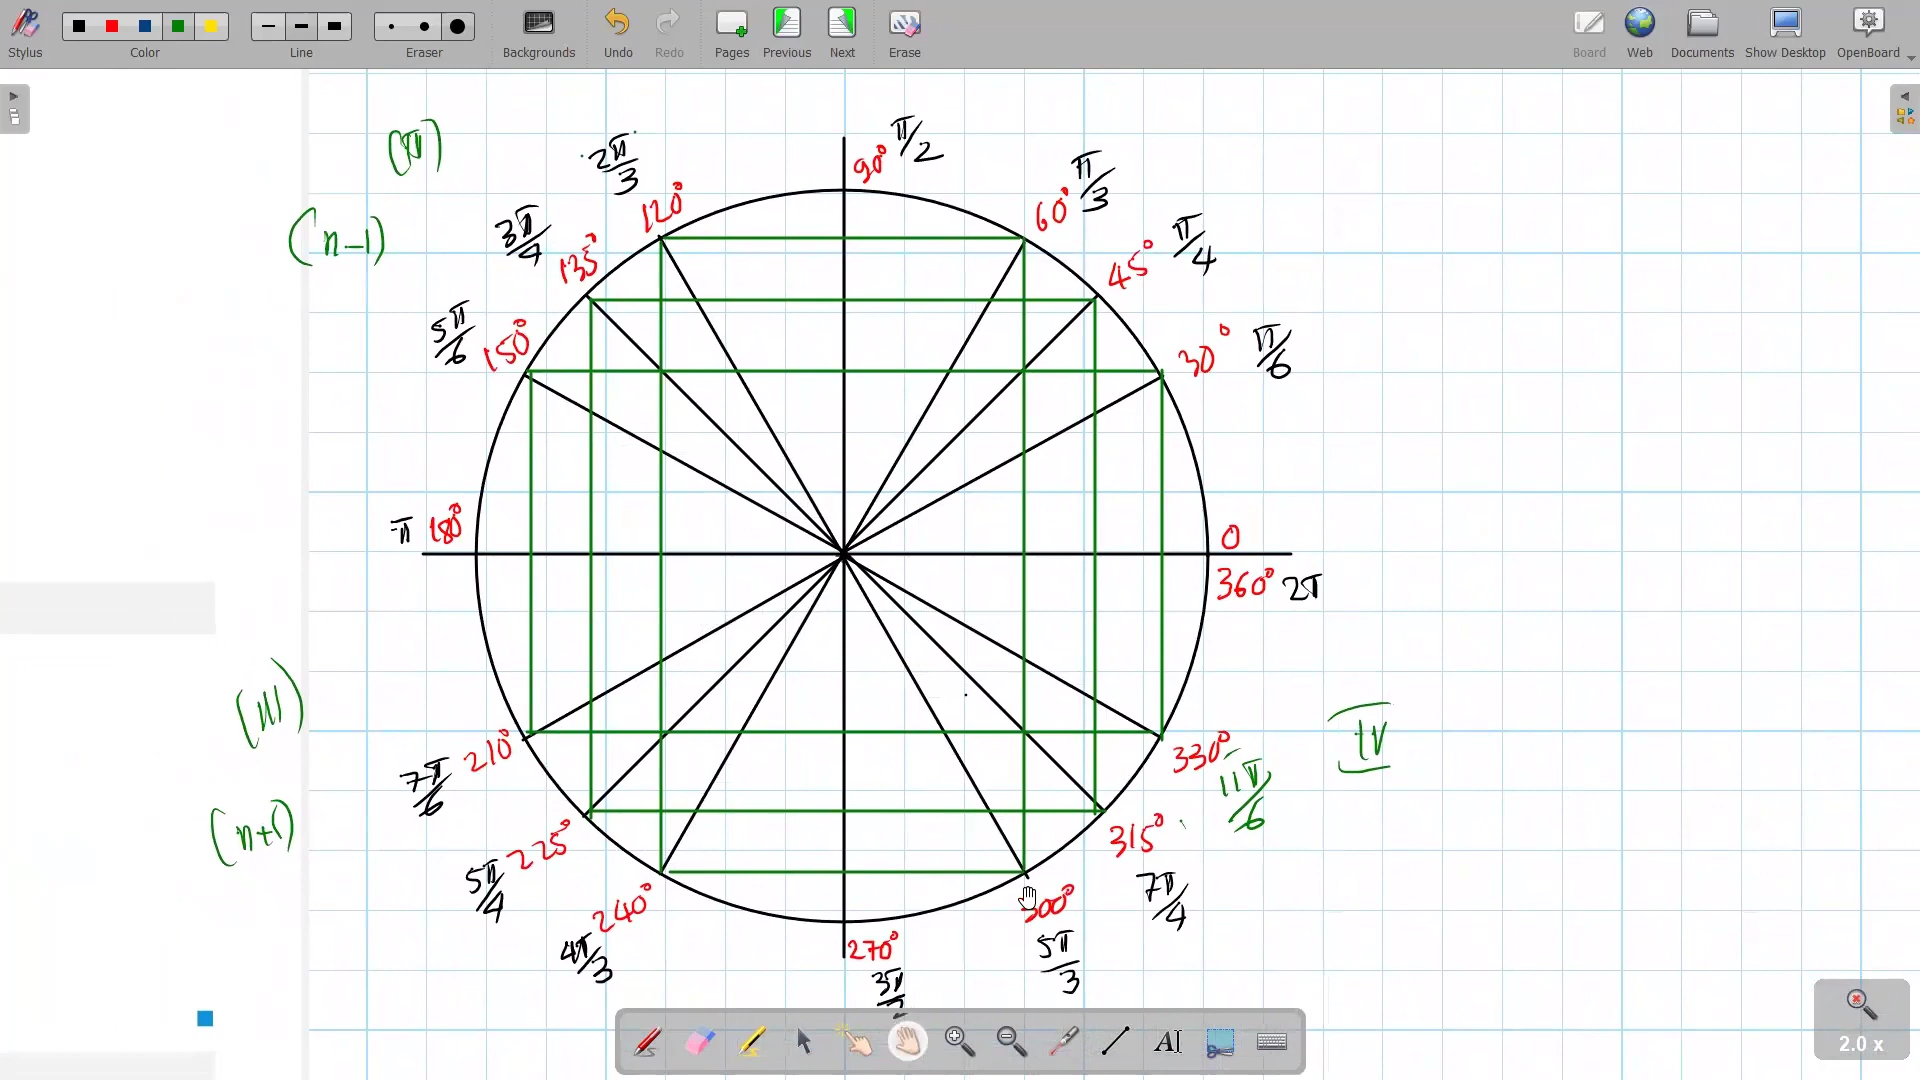 Stylus
Color
Line
Eraser
Backgrounds
Undo
Redo
Pages
Previous
Next
Erase
Board
Web
Documents
Show Desktop
OpenBoard
(II)
(n-1)
90° π/2
60° π/3
45° π/4
30° π/6
2π/3
120°
3π/4
135°
5π/6
150°
π 180°
0
360° 2π
(III)
(n+1)
210°
7π/6
225°
5π/4
240°
4π/3
270°
3π/2
300°
5π/3
315°
7π/4
330°
11π/6
IV
AI
2.0 x